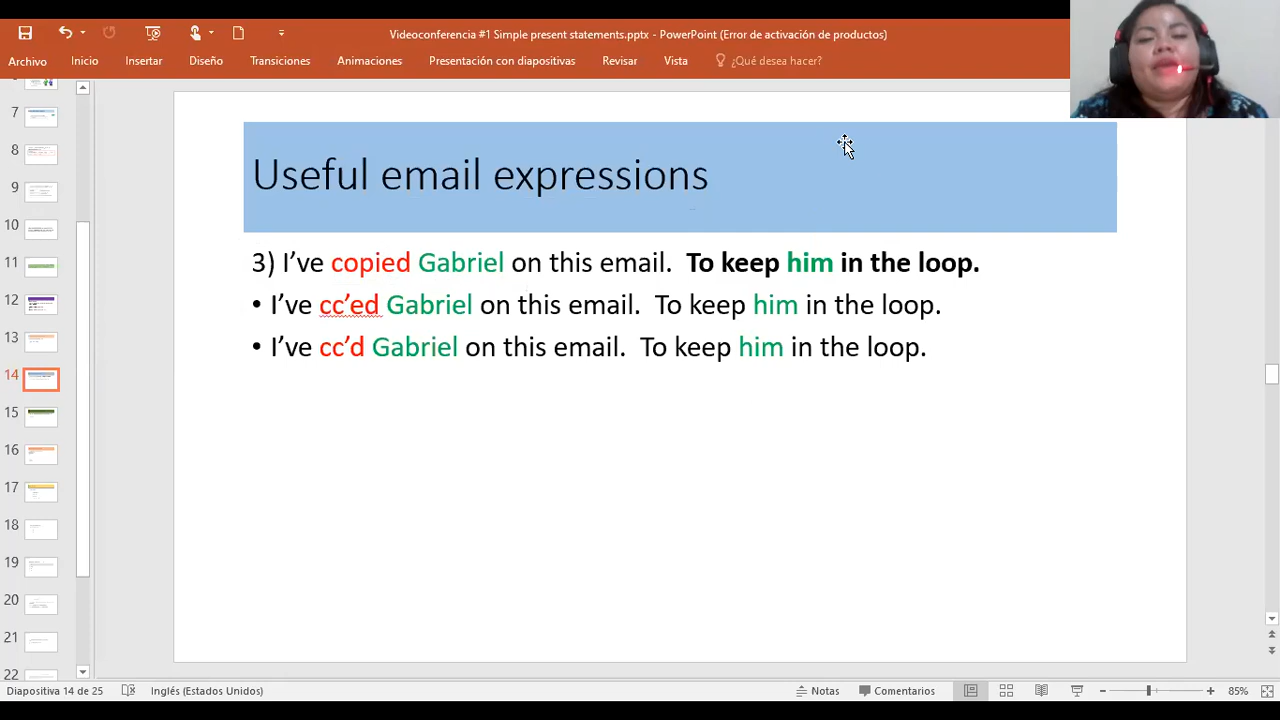 Videoconferencia #1 Simple present statements.pptx - PowerPoint (Error de activación de productos)
Archivo Inicio Insertar Diseño Transiciones Animaciones Presentación con diapositivas Revisar Vista ¿Qué desea hacer?
Useful email expressions
3) I’ve copied Gabriel on this email. To keep him in the loop.
• I’ve cc’ed Gabriel on this email. To keep him in the loop.
• I’ve cc’d Gabriel on this email. To keep him in the loop.
7
8
9
10
11
12
13
14
15
16
17
18
19
20
21
22
Diapositiva 14 de 25 Inglés (Estados Unidos) Notas Comentarios 85%